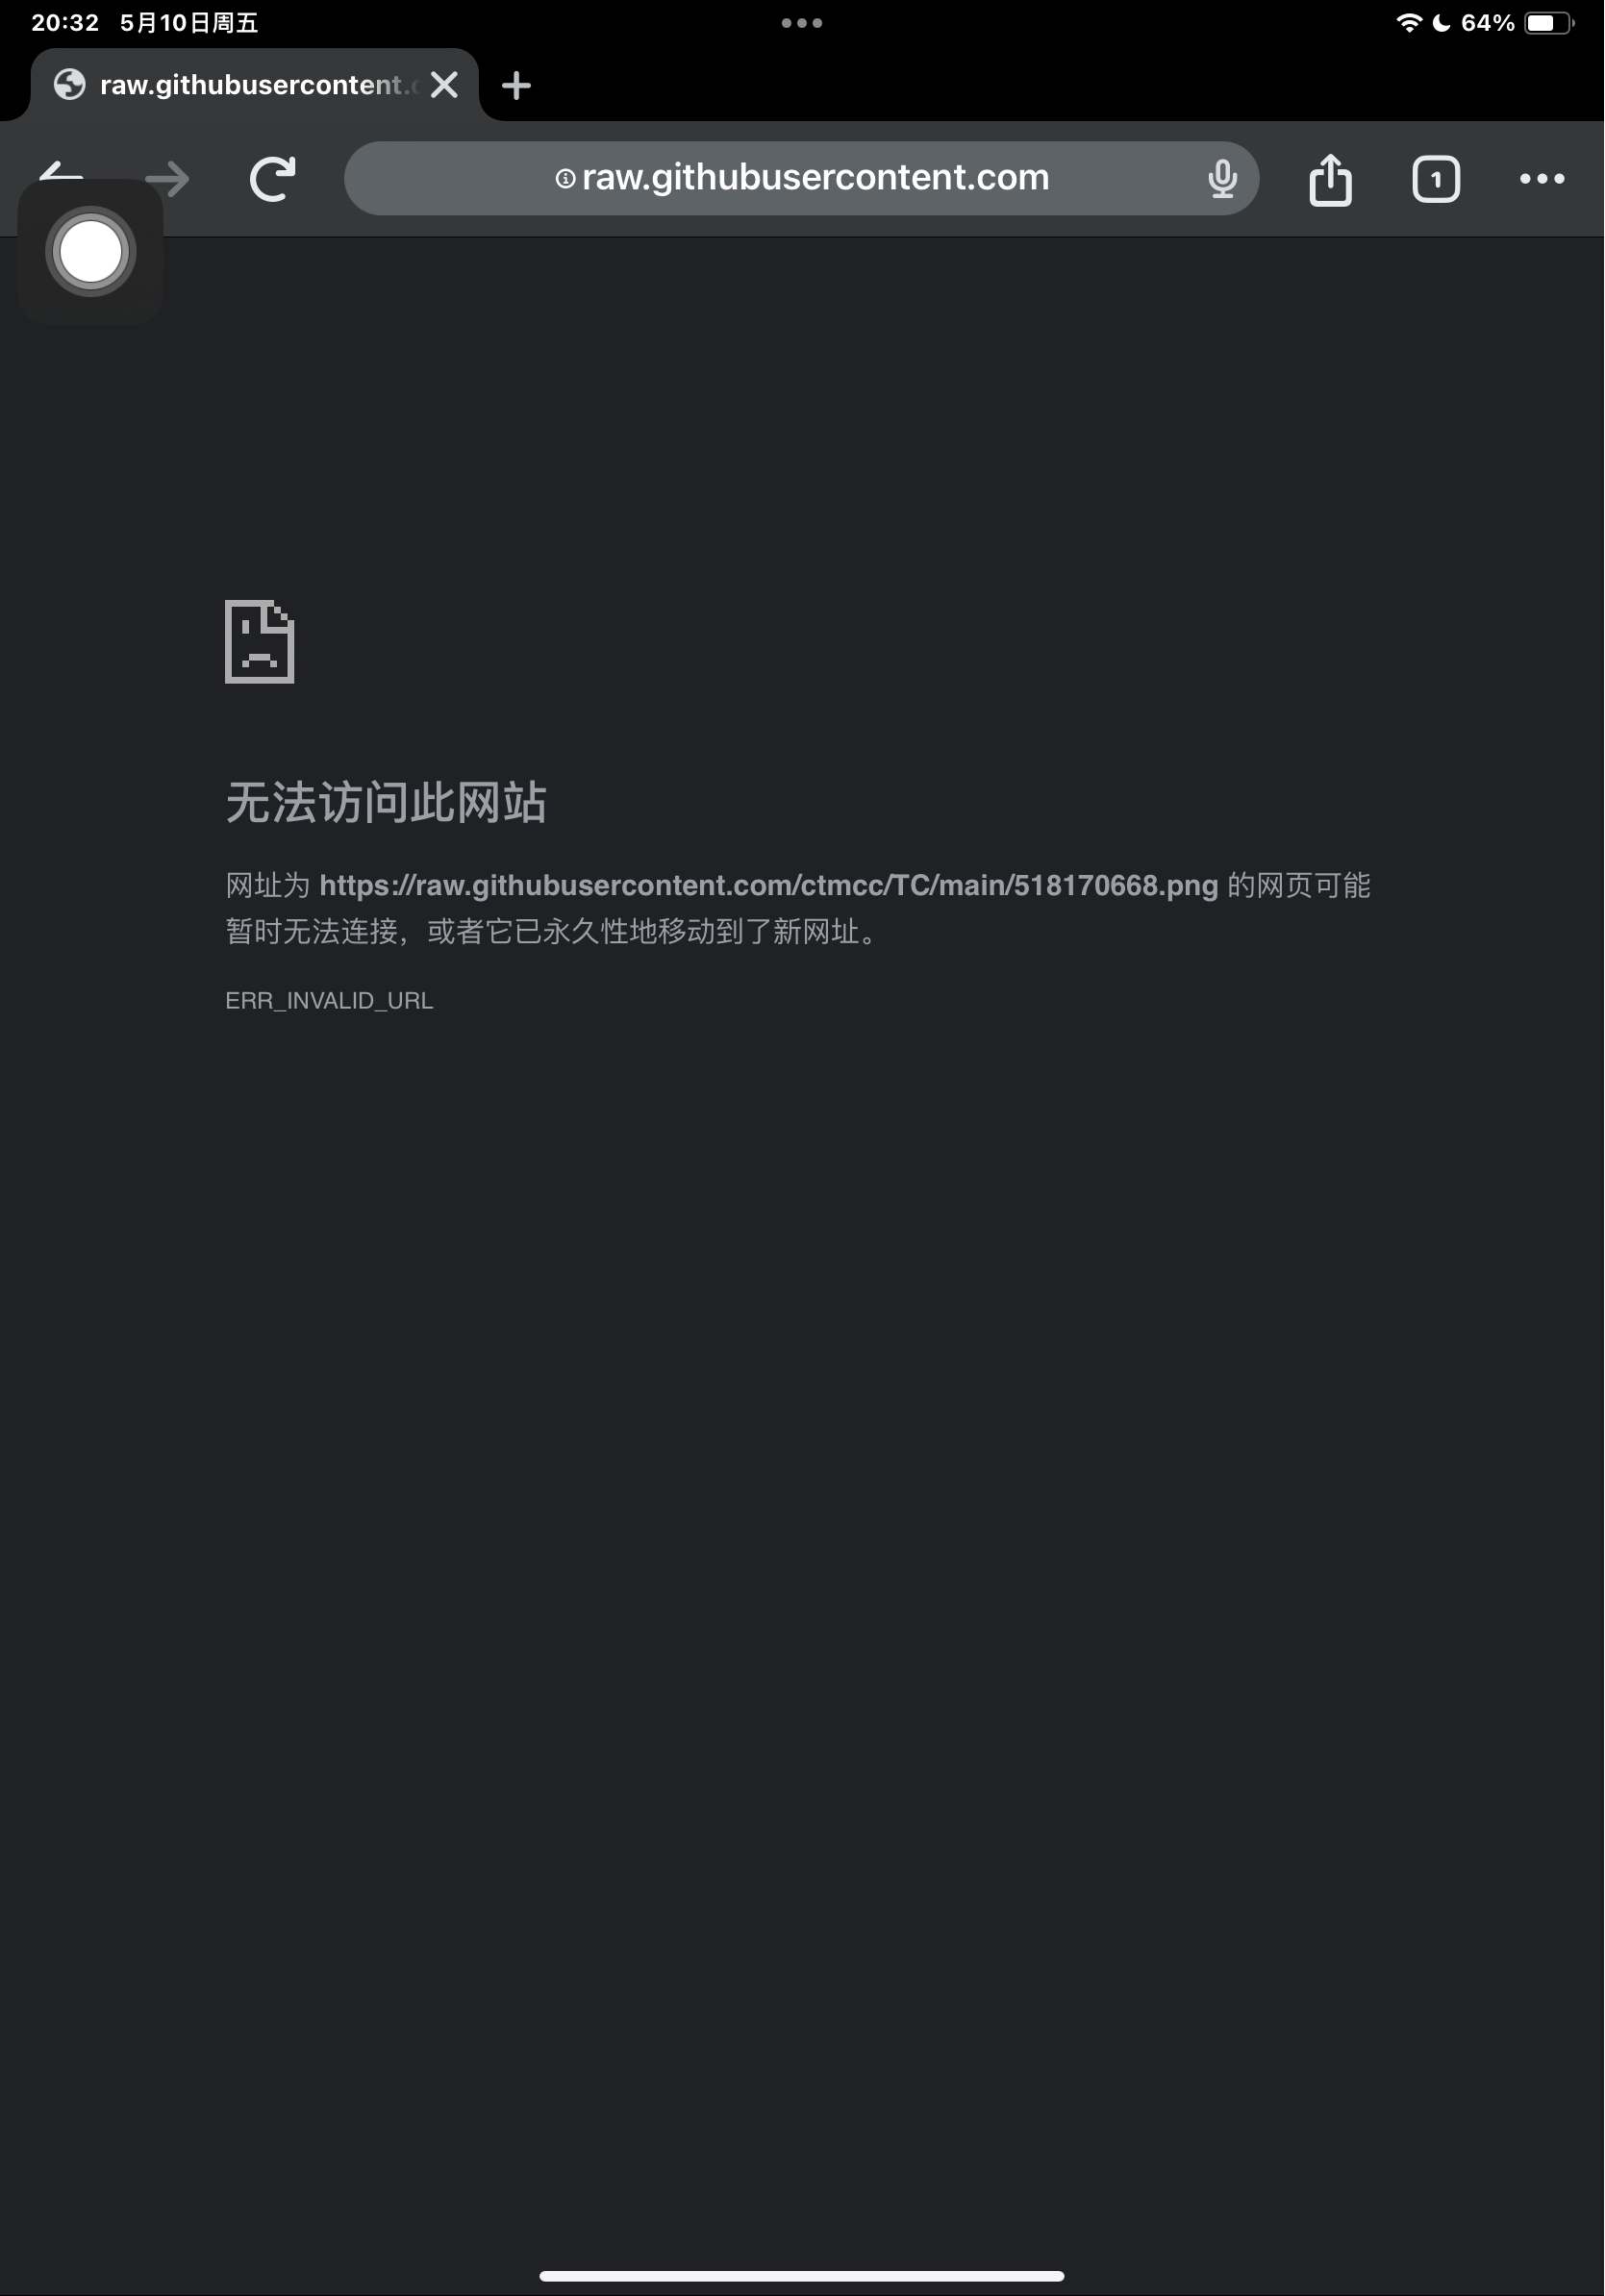 20:32 5月10日周五
64%
raw.githubusercontent.
raw.githubusercontent.com
1
无法访问此网站
网址为 https://raw.githubusercontent.com/ctmcc/TC/main/518170668.png 的网页可能
暂时无法连接，或者它已永久性地移动到了新网址。
ERR_INVALID_URL